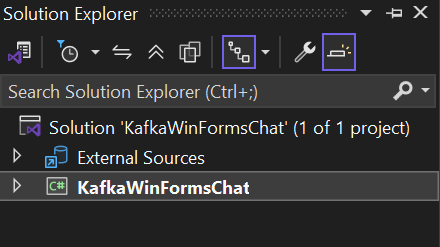 Solution Explorer
Search Solution Explorer (Ctrl+;)
Solution 'KafkaWinFormsChat' (1 of 1 project)
External Sources
C# KafkaWinFormsChat